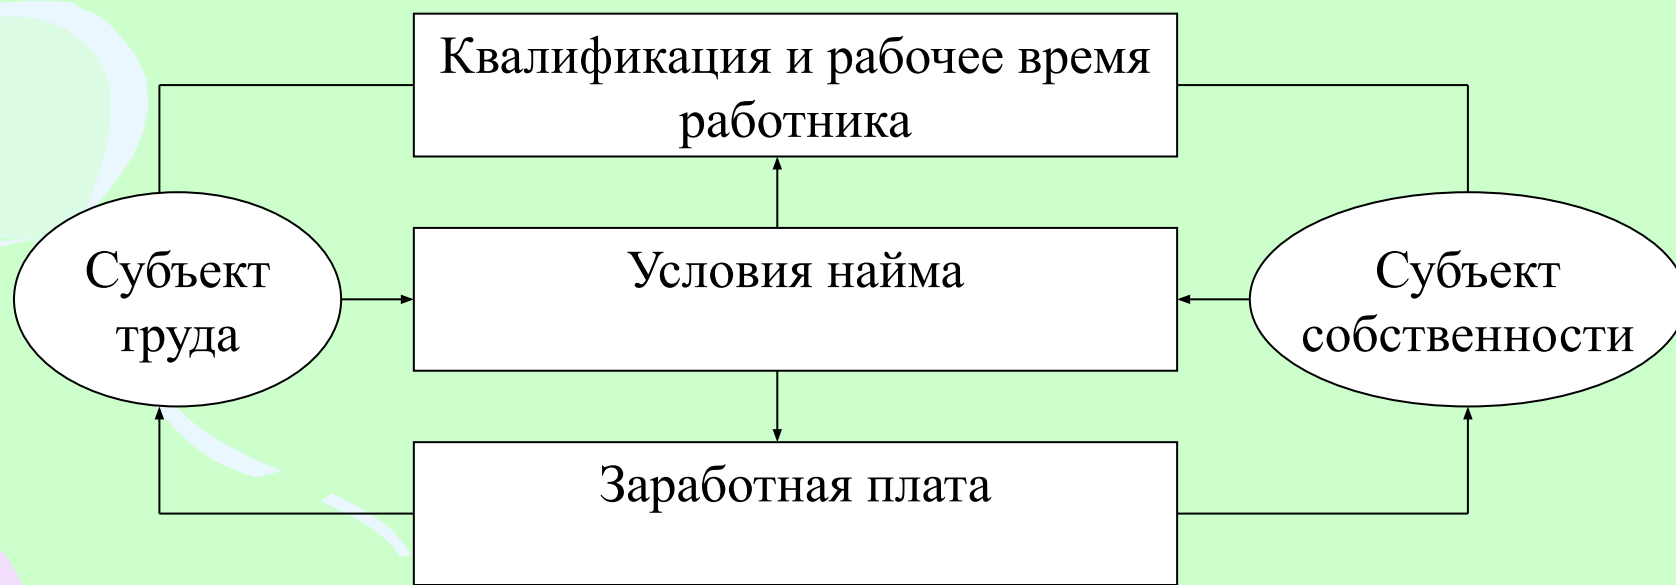 Квалификация и рабочее время
работника
Субъект
труда
Условия найма
Субъект
собственности
Заработная плата